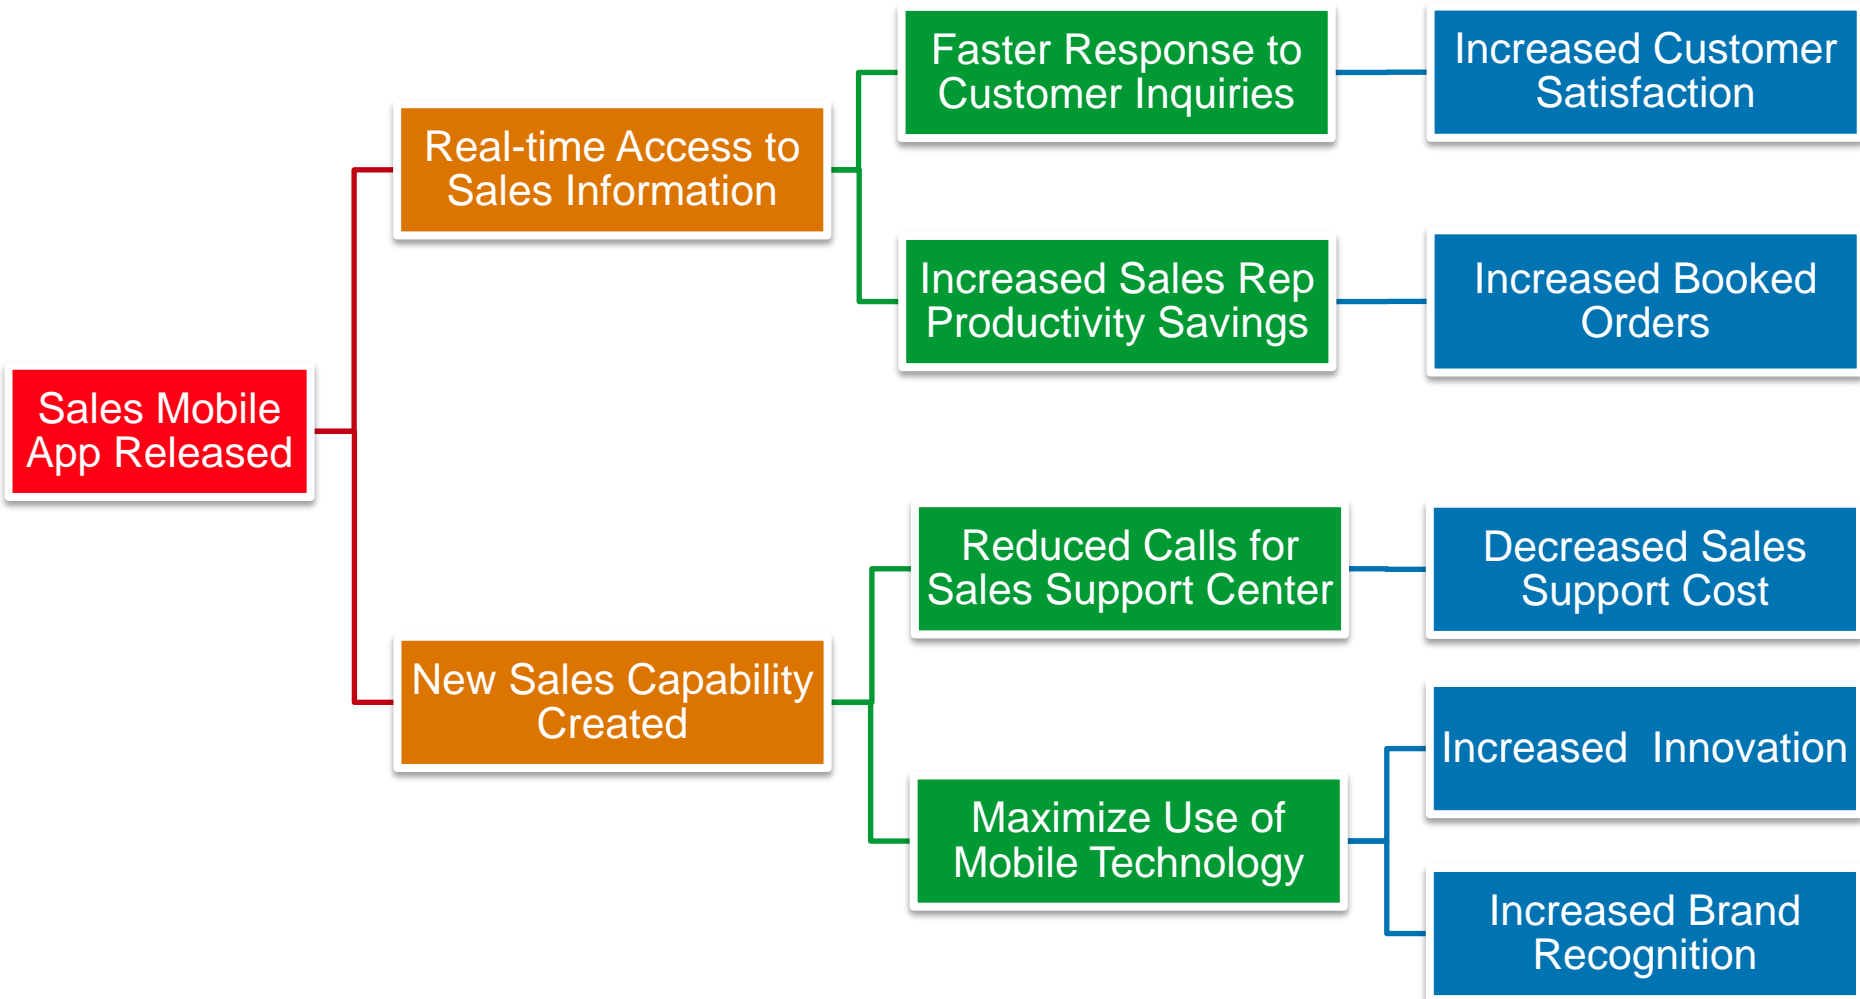 Sales Mobile
App Released
Real-time Access to
Sales Information
New Sales Capability
Created
Faster Response to
Customer Inquiries
Increased Sales Rep
Productivity Savings
Reduced Calls for
Sales Support Center
Maximize Use of
Mobile Technology
Increased Customer
Satisfaction
Increased Booked
Orders
Decreased Sales
Support Cost
Increased  Innovation
Increased Brand
Recognition